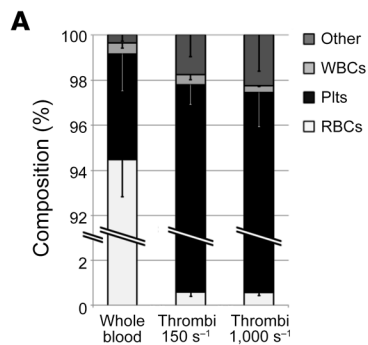 A
Composition (%)
100
98
96
94
92
2
0
Other
WBCs
Plts
RBCs
Whole
blood
Thrombi
150 s⁻¹
Thrombi
1,000 s⁻¹